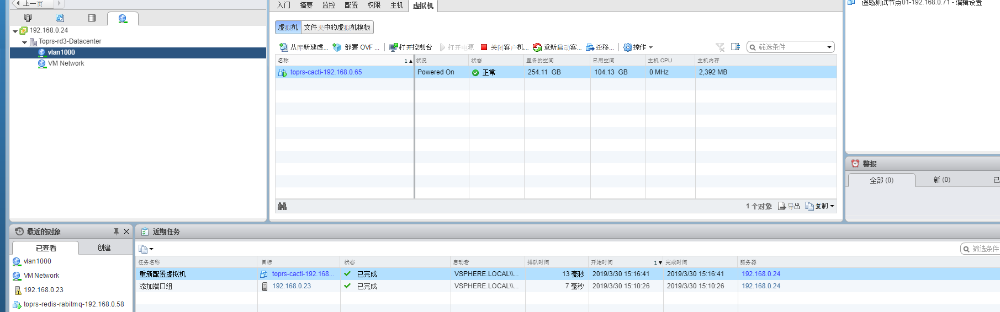 上一页
入门 摘要 监控 配置 权限 主机 虚拟机
遥感测试节点01-192.168.0.71 - 编辑设置
192.168.0.24
Toprs-rd3-Datacenter
vlan1000
VM Network
虚拟机 文件夹中的虚拟机模板
从库新建虚... 部署 OVF ... 打开控制台 打开电源 关闭客户机... 重新启动客... 迁移... 操作 筛选条件
名称 1 状况 状态 置备的空间 已用空间 主机 CPU 主机内存
toprs-cacti-192.168.0.65 Powered On 正常 254.11 GB 104.13 GB 0 MHz 2,392 MB
1 个对象 导出 复制
警报
全部 (0) 新 (0) 已
最近的对象
已查看 创建
vlan1000
VM Network
192.168.0.23
toprs-redis-rabitmq-192.168.0.58
近期任务
筛选条件
任务名称 目标 状态 启动者 排队时间 开始时间 1 完成时间 服务器
重新配置虚拟机 toprs-cacti-192.168... 已完成 VSPHERE.LOCAL\\... 13 毫秒 2019/3/30 15:16:41 2019/3/30 15:16:41 192.168.0.24
添加端口组 192.168.0.23 已完成 VSPHERE.LOCAL\\... 7 毫秒 2019/3/30 15:10:26 2019/3/30 15:10:26 192.168.0.24